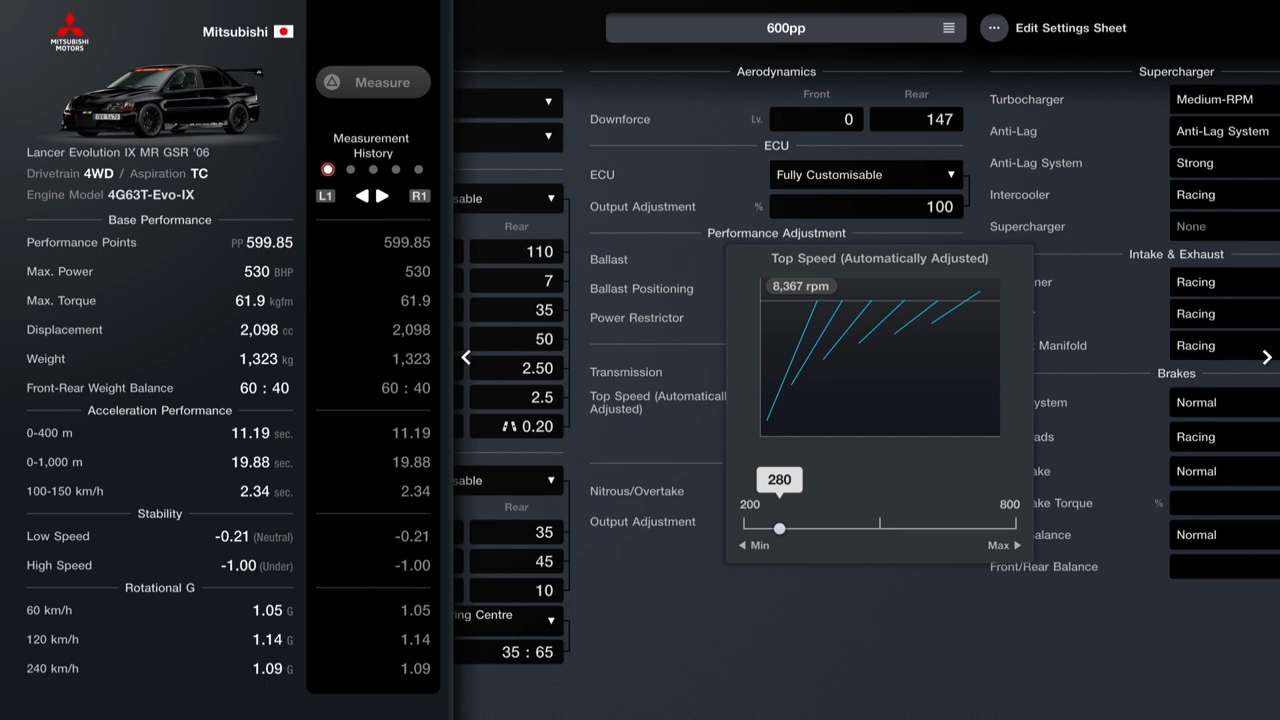 MITSUBISHI
MOTORS
Mitsubishi
Lancer Evolution IX MR GSR '06
Drivetrain 4WD / Aspiration TC
Engine Model 4G63T-Evo-IX
Base Performance
Performance Points PP 599.85
Max. Power 530 BHP
Max. Torque 61.9 kgfm
Displacement 2,098 cc
Weight 1,323 kg
Front-Rear Weight Balance 60 : 40
Acceleration Performance
0-400 m 11.19 sec.
0-1,000 m 19.88 sec.
100-150 km/h 2.34 sec.
Stability
Low Speed -0.21 (Neutral)
High Speed -1.00 (Under)
Rotational G
60 km/h 1.05 G
120 km/h 1.14 G
240 km/h 1.09 G
Measure
Measurement
History
L1 R1
599.85
530
61.9
2,098
1,323
60 : 40
11.19
19.88
2.34
-0.21
-1.00
1.05
1.14
1.09
600pp
Edit Settings Sheet
sable
Rear
110
7
35
50
2.50
2.5
0.20
sable
Rear
35
45
10
ing Centre
35 : 65
Aerodynamics
Front Rear
Downforce Lv. 0 147
ECU
ECU Fully Customisable
Output Adjustment % 100
Performance Adjustment
Ballast
Ballast Positioning
Power Restrictor
Transmission
Top Speed (Automaticall
Adjusted)
Nitrous/Overtake
Output Adjustment
Top Speed (Automatically Adjusted)
8,367 rpm
280
200 800
Min Max
Supercharger
Turbocharger Medium-RPM
Anti-Lag Anti-Lag System
Anti-Lag System Strong
Intercooler Racing
Supercharger None
Intake & Exhaust
ner Racing
Racing
Manifold Racing
Brakes
ystem Normal
ads Racing
ake Normal
ake Torque %
alance Normal
Front/Rear Balance